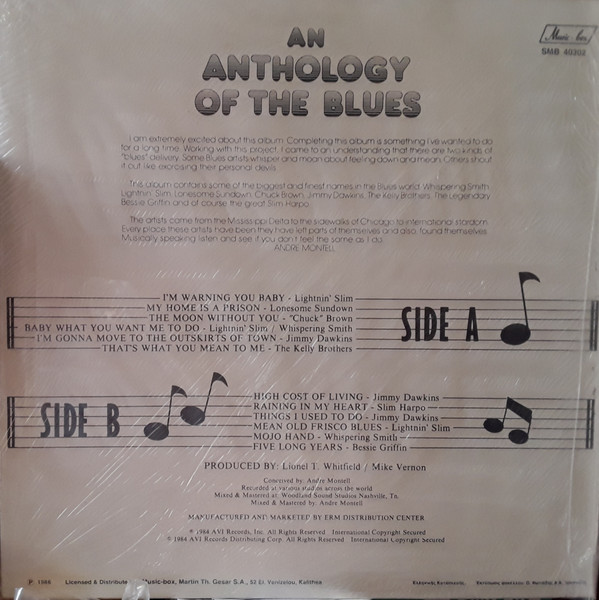 AN
ANTHOLOGY
OF THE BLUES
Music-box
SMB 40302
I am extremely excited about this album. Completing this album is something I've wanted to do
for a long time. Working with this project, I came to an understanding that there are two kinds of
"blues" delivery. Some Blues artists whisper and moan about feeling down and mean. Others shout
it out like exorcising their personal devils.
This album contains some of the biggest and finest names in the Blues world. Whispering Smith,
Lightnin' Slim, Lonesome Sundown, Chuck Brown, Jimmy Dawkins, The Kelly Brothers, The Legendary
Bessie Griffin and of course the great Slim Harpo.
The artists came from the Mississippi Delta to the sidewalks of Chicago to international stardom.
Every place these artists have been they have left parts of themselves and also, found themselves.
Musically speaking listen and see if you don't feel the same as I do.
ANDRE MONTELL
I'M WARNING YOU BABY - Lightnin' Slim
MY HOME IS A PRISON - Lonesome Sundown
THE MOON WITHOUT YOU - "Chuck" Brown
BABY WHAT YOU WANT ME TO DO - Lightnin' Slim / Whispering Smith
I'M GONNA MOVE TO THE OUTSKIRTS OF TOWN - Jimmy Dawkins
THAT'S WHAT YOU MEAN TO ME - The Kelly Brothers
SIDE A
SIDE B
HIGH COST OF LIVING - Jimmy Dawkins
RAINING IN MY HEART - Slim Harpo
THINGS I USED TO DO - Jimmy Dawkins
MEAN OLD FRISCO BLUES - Lightnin' Slim
MOJO HAND - Whispering Smith
FIVE LONG YEARS - Bessie Griffin
PRODUCED BY: Lionel T. Whitfield / Mike Vernon
Conceived by: Andre Montell
Recorded at various studios across the world
Mixed & Mastered at: Woodland Sound Studios Nashville, Tn.
Mixed & Mastered by: Andre Montell
MANUFACTURED AND MARKETED BY ERM DISTRIBUTION CENTER
℗ 1984 AVI Records, Inc. All Rights Reserved International Copyright Secured
© 1984 AVI Records Distributing Corp. All Rights Reserved International Copyright Secured
Licensed & Distribute Music-box, Martin Th. Gesar S.A., Kallithea